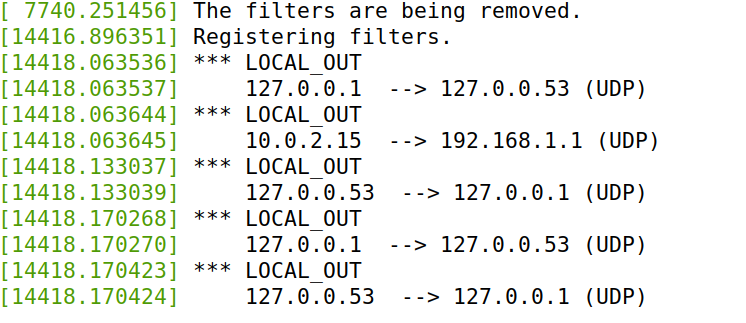 [ 7740.251456] The filters are being removed.
[14416.896351] Registering filters.
[14418.063536] *** LOCAL_OUT
[14418.063537]     127.0.0.1  --> 127.0.0.53 (UDP)
[14418.063644] *** LOCAL_OUT
[14418.063645]     10.0.2.15  --> 192.168.1.1 (UDP)
[14418.133037] *** LOCAL_OUT
[14418.133039]     127.0.0.53  --> 127.0.0.1 (UDP)
[14418.170268] *** LOCAL_OUT
[14418.170270]     127.0.0.1  --> 127.0.0.53 (UDP)
[14418.170423] *** LOCAL_OUT
[14418.170424]     127.0.0.53  --> 127.0.0.1 (UDP)